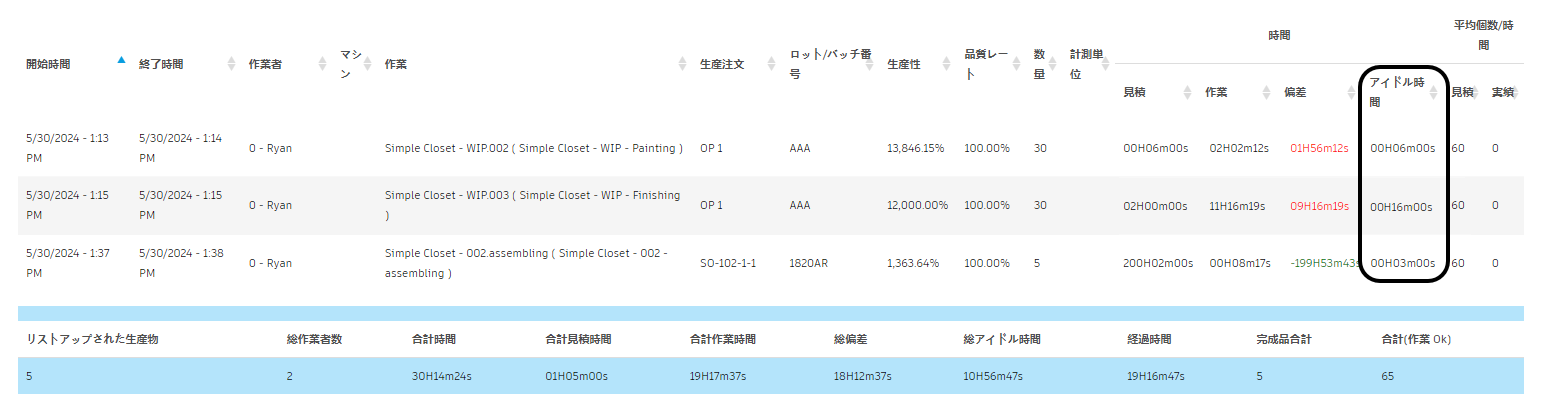 時間
平均個数/時
間
開始時間
終了時間
作業者
マシ
ン
作業
生産注文
ロット/バッチ番
号
生産性
品質レー
ト
数
量
計測単
位
見積
作業
偏差
アイドル時
間
見積
実績
5/30/2024 - 1:13
PM
5/30/2024 - 1:14
PM
0 - Ryan
Simple Closet - WIP.002 ( Simple Closet - WIP - Painting )
OP 1
AAA
13,846.15%
100.00%
30
00H06m00s
02H02m12s
01H56m12s
00H06m00s
60
0
5/30/2024 - 1:15
PM
5/30/2024 - 1:15
PM
0 - Ryan
Simple Closet - WIP.003 ( Simple Closet - WIP - Finishing
)
OP 1
AAA
12,000.00%
100.00%
30
02H00m00s
11H16m19s
09H16m19s
00H16m00s
60
0
5/30/2024 - 1:37
PM
5/30/2024 - 1:38
PM
0 - Ryan
Simple Closet - 002.assembling ( Simple Closet - 002 -
assembling )
SO-102-1-1
1820AR
1,363.64%
100.00%
5
200H02m00s
00H08m17s
-199H53m43s
00H03m00s
60
0
リストアップされた生産物
総作業者数
合計時間
合計見積時間
合計作業時間
総偏差
総アイドル時間
経過時間
完成品合計
合計(作業 Ok)
5
2
30H14m24s
01H05m00s
19H17m37s
18H12m37s
10H56m47s
19H16m47s
5
65